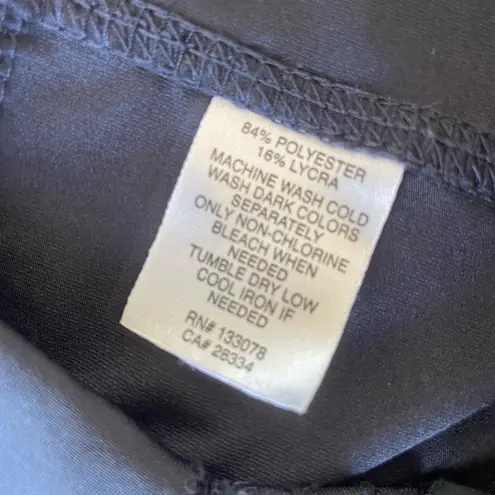 84% POLYESTER
16% LYCRA
MACHINE WASH COLD
WASH DARK COLORS
SEPARATELY
ONLY NON-CHLORINE
BLEACH WHEN
NEEDED
TUMBLE DRY LOW
COOL IRON IF
NEEDED
RN# 133078
CA# 28334